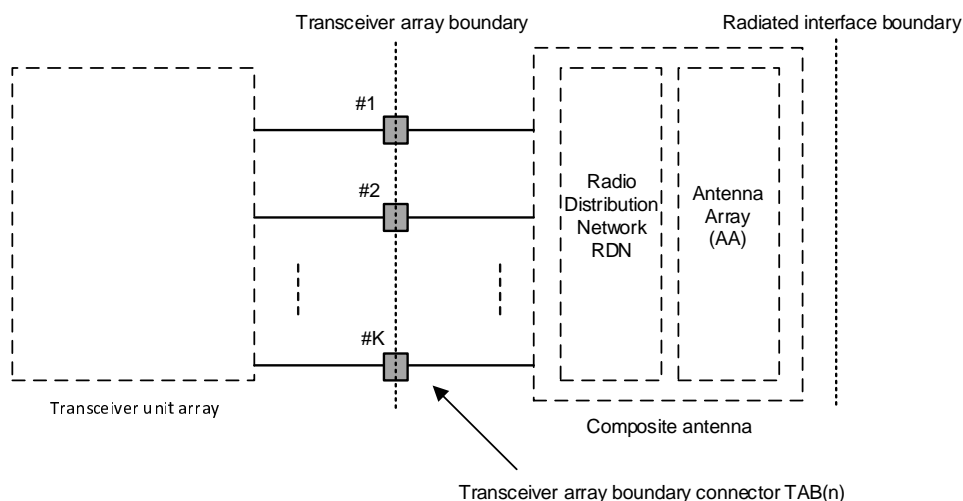 Transceiver array boundary
Radiated interface boundary
#1
#2
#K
Radio
Distribution
Network
RDN
Antenna
Array
(AA)
Transceiver unit array
Composite antenna
Transceiver array boundary connector TAB(n)